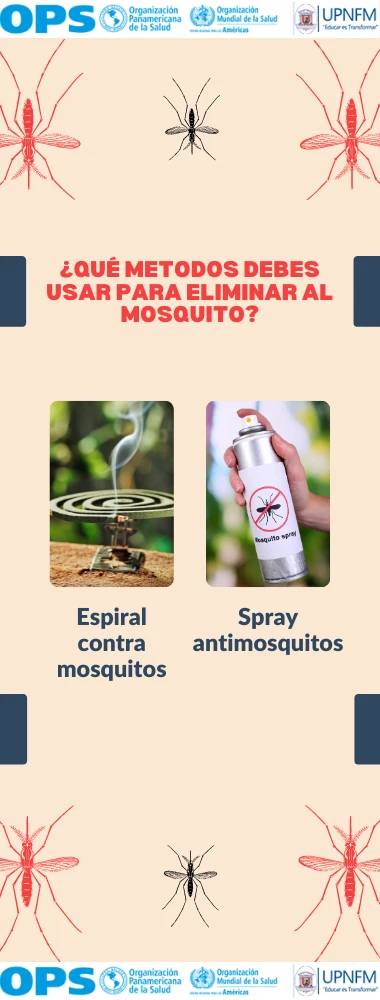 OPS
Organización
Panamericana
de la Salud
Organización
Mundial de la Salud
Américas
UPNFM
"Educar es Transformar"
¿QUÉ METODOS DEBES
USAR PARA ELIMINAR AL
MOSQUITO?
Mosquito spray
Espiral
contra
mosquitos
Spray
antimosquitos
OPS
Organización
Panamericana
de la Salud
Organización
Mundial de la Salud
Américas
UPNFM
"Educar es Transformar"